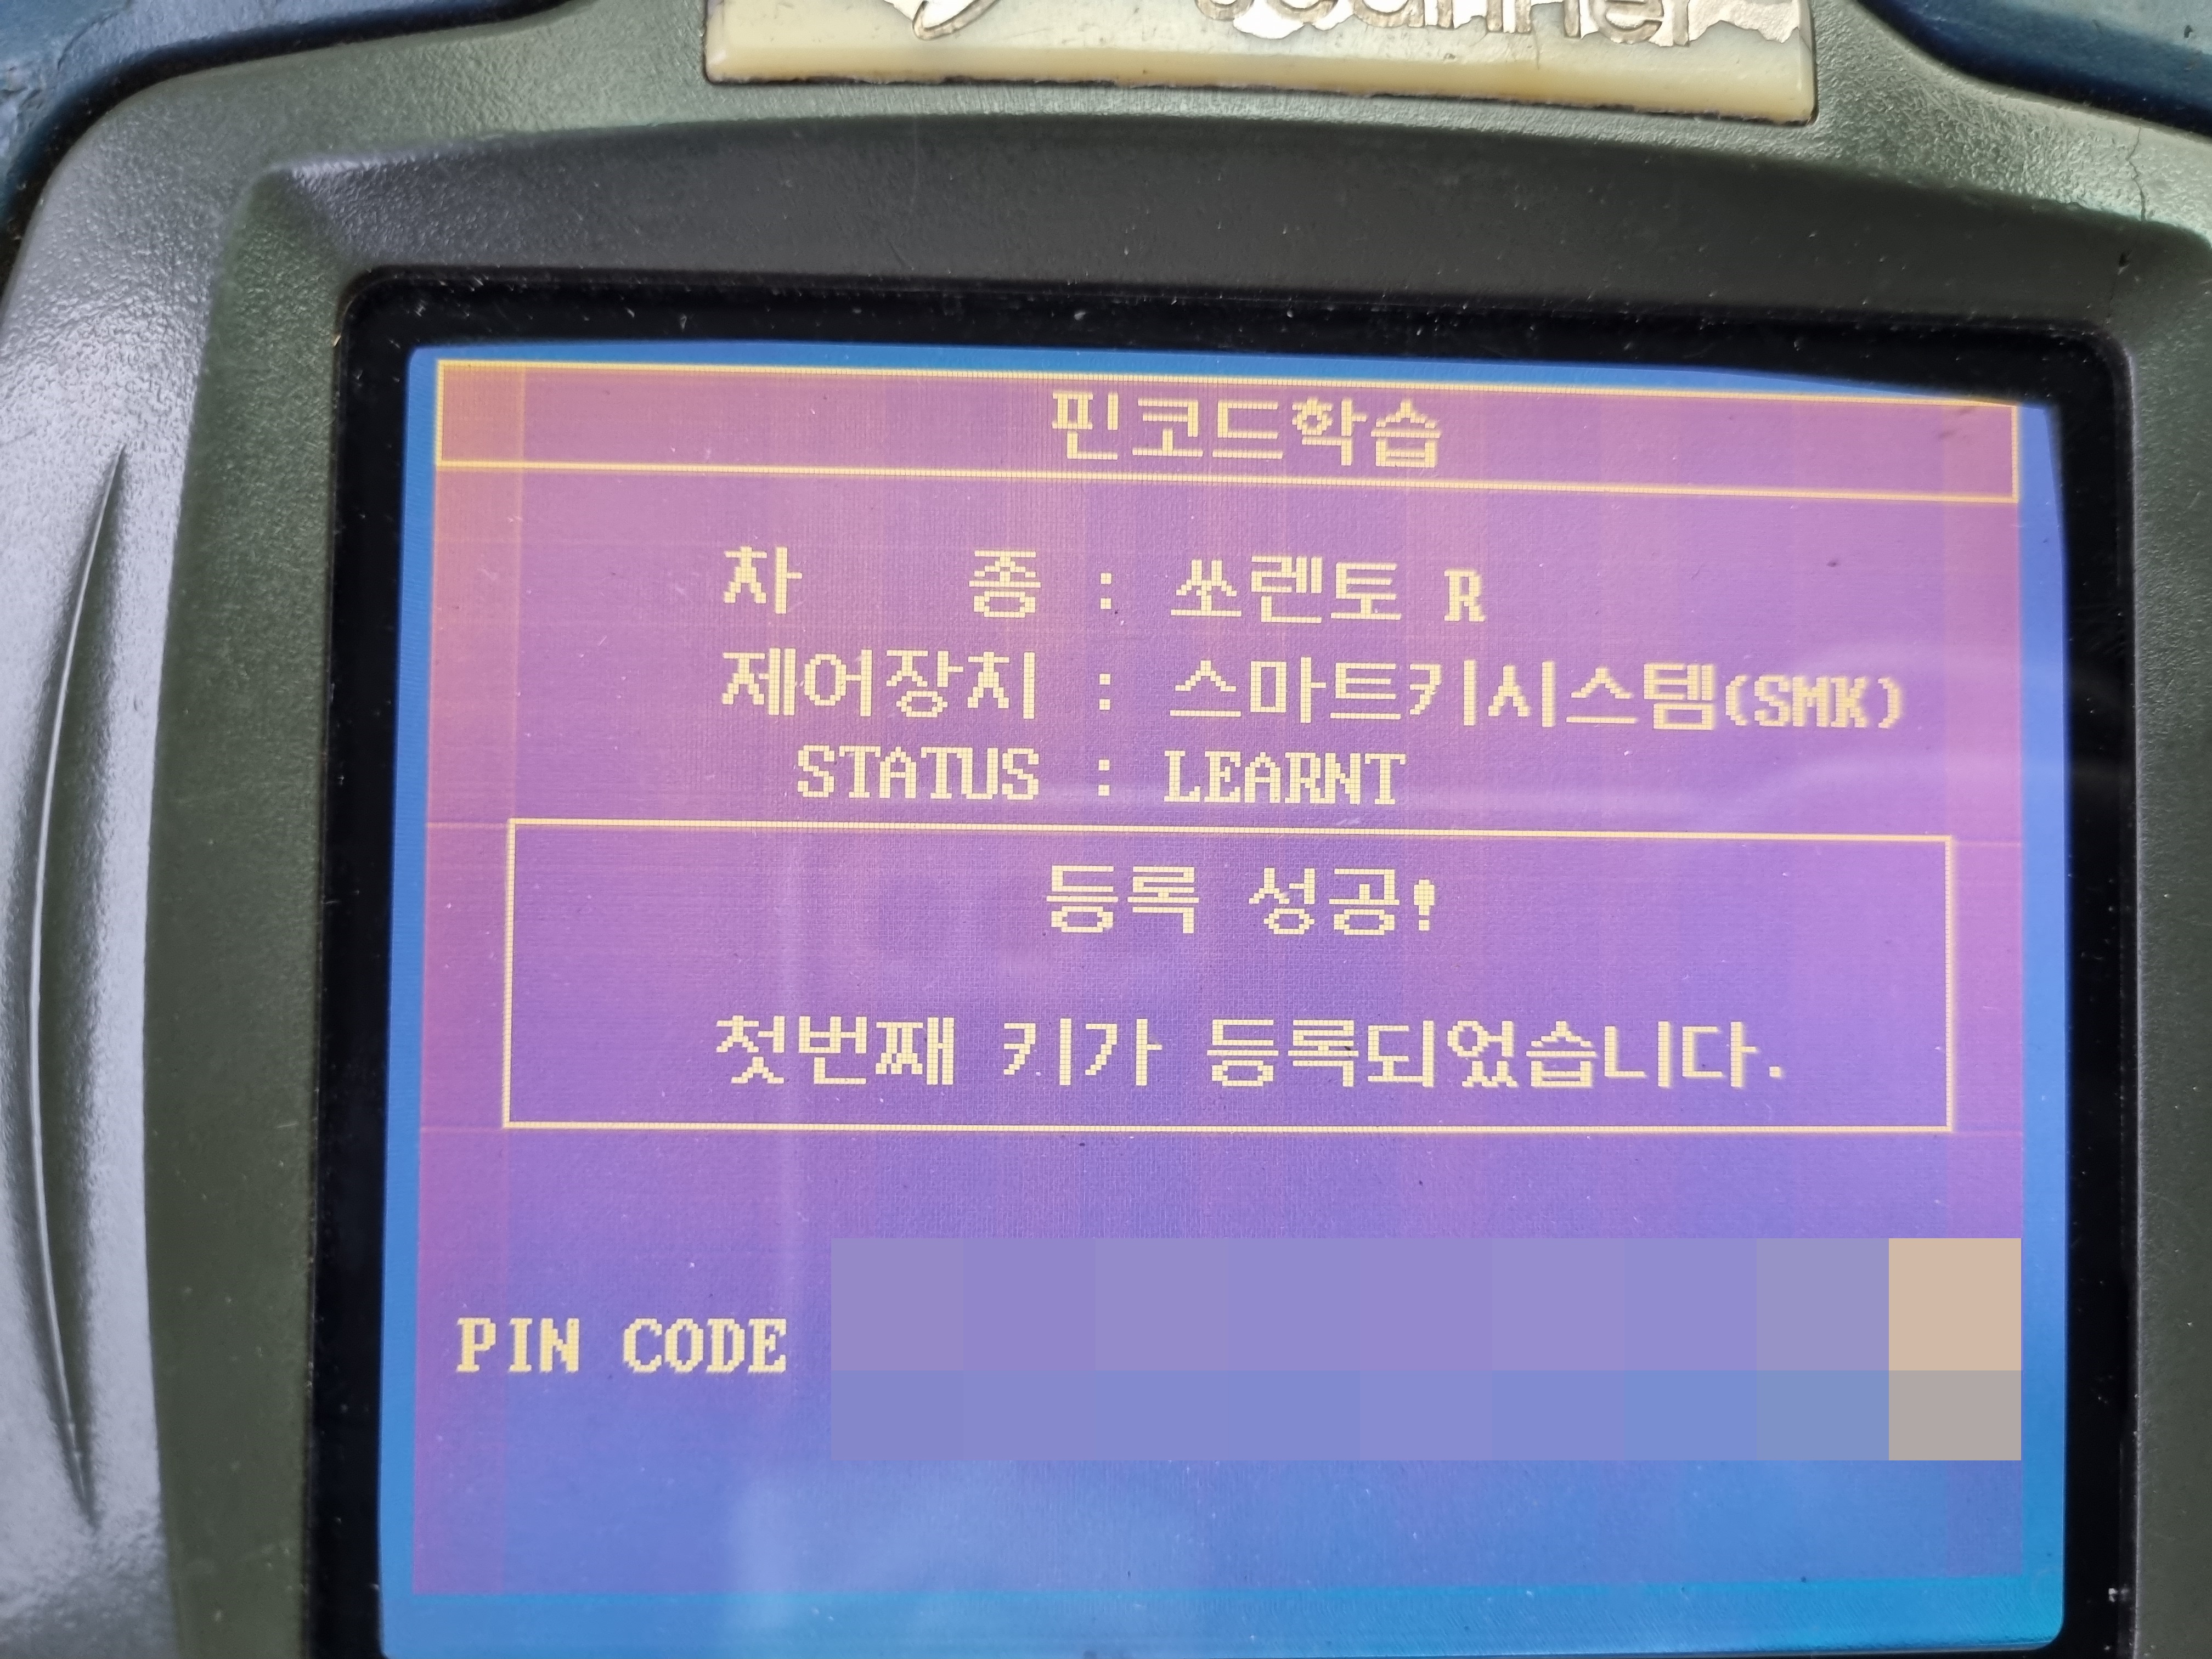 scanner
핀코드학습
차 종 : 쏘렌토 R
제어장치 : 스마트키시스템(SMK)
STATUS : LEARNT
등록 성공!
첫번째 키가 등록되었습니다.
PIN CODE